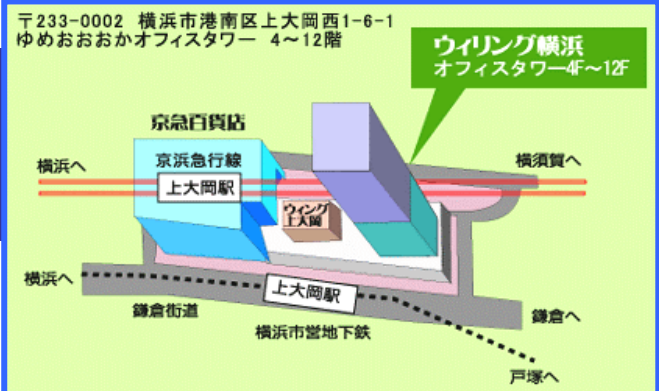 〒233-0002 横浜市港南区上大岡西1-6-1
ゆめおおおかオフィスタワー 4～12階
ウィリング横浜
オフィスタワー4F～12F
京急百貨店
横浜へ
京浜急行線
横須賀へ
上大岡駅
ウィング
上大岡
横浜へ
上大岡駅
鎌倉街道
鎌倉へ
横浜市営地下鉄
戸塚へ